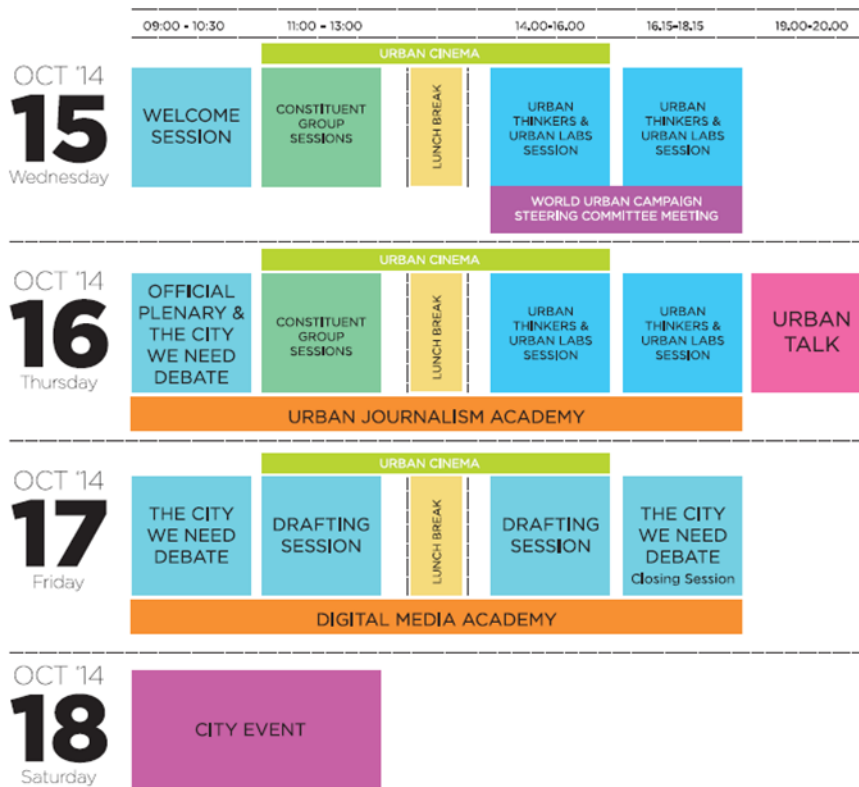 09:00 - 10:30
11:00 - 13:00
14.00-16.00
16.15-18.15
19.00-20.00
OCT '14
15
Wednesday
URBAN CINEMA
WELCOME
SESSION
CONSTITUENT
GROUP
SESSIONS
LUNCH BREAK
URBAN
THINKERS &
URBAN LABS
SESSION
URBAN
THINKERS &
URBAN LABS
SESSION
WORLD URBAN CAMPAIGN
STEERING COMMITTEE MEETING
OCT '14
16
Thursday
URBAN CINEMA
OFFICIAL
PLENARY &
THE CITY
WE NEED
DEBATE
CONSTITUENT
GROUP
SESSIONS
LUNCH BREAK
URBAN
THINKERS &
URBAN LABS
SESSION
URBAN
THINKERS &
URBAN LABS
SESSION
URBAN
TALK
URBAN JOURNALISM ACADEMY
OCT '14
17
Friday
URBAN CINEMA
THE CITY
WE NEED
DEBATE
DRAFTING
SESSION
LUNCH BREAK
DRAFTING
SESSION
THE CITY
WE NEED
DEBATE
Closing Session
DIGITAL MEDIA ACADEMY
OCT '14
18
Saturday
CITY EVENT